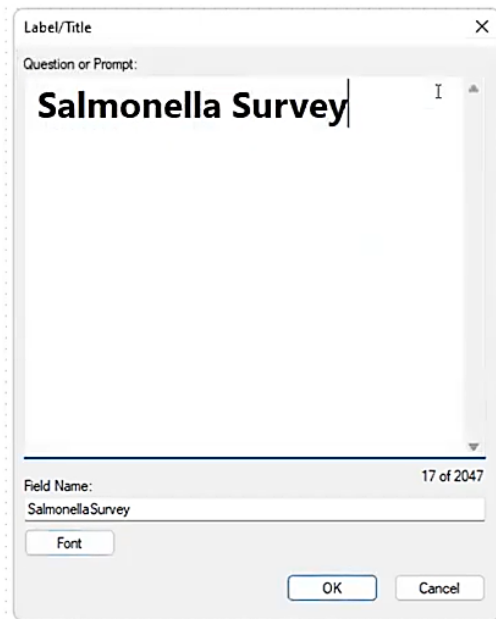 Label/Title
Question or Prompt:
Salmonella Survey
17 of 2047
Field Name:
SalmonellaSurvey
Font
OK
Cancel